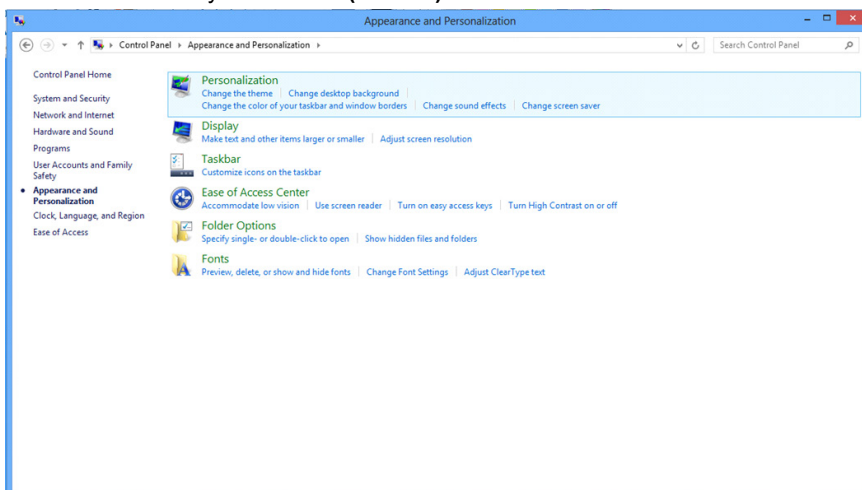 Appearance and Personalization
Control Panel Appearance and Personalization
Search Control Panel
Control Panel Home
System and Security
Network and Internet
Hardware and Sound
Programs
User Accounts and Family
Safety
Appearance and
Personalization
Clock, Language, and Region
Ease of Access
Personalization
Change the theme Change desktop background
Change the color of your taskbar and window borders Change sound effects Change screen saver
Display
Make text and other items larger or smaller Adjust screen resolution
Taskbar
Customize icons on the taskbar
Ease of Access Center
Accommodate low vision Use screen reader Turn on easy access keys Turn High Contrast on or off
Folder Options
Specify single- or double-click to open Show hidden files and folders
Fonts
Preview, delete, or show and hide fonts Change Font Settings Adjust ClearType text